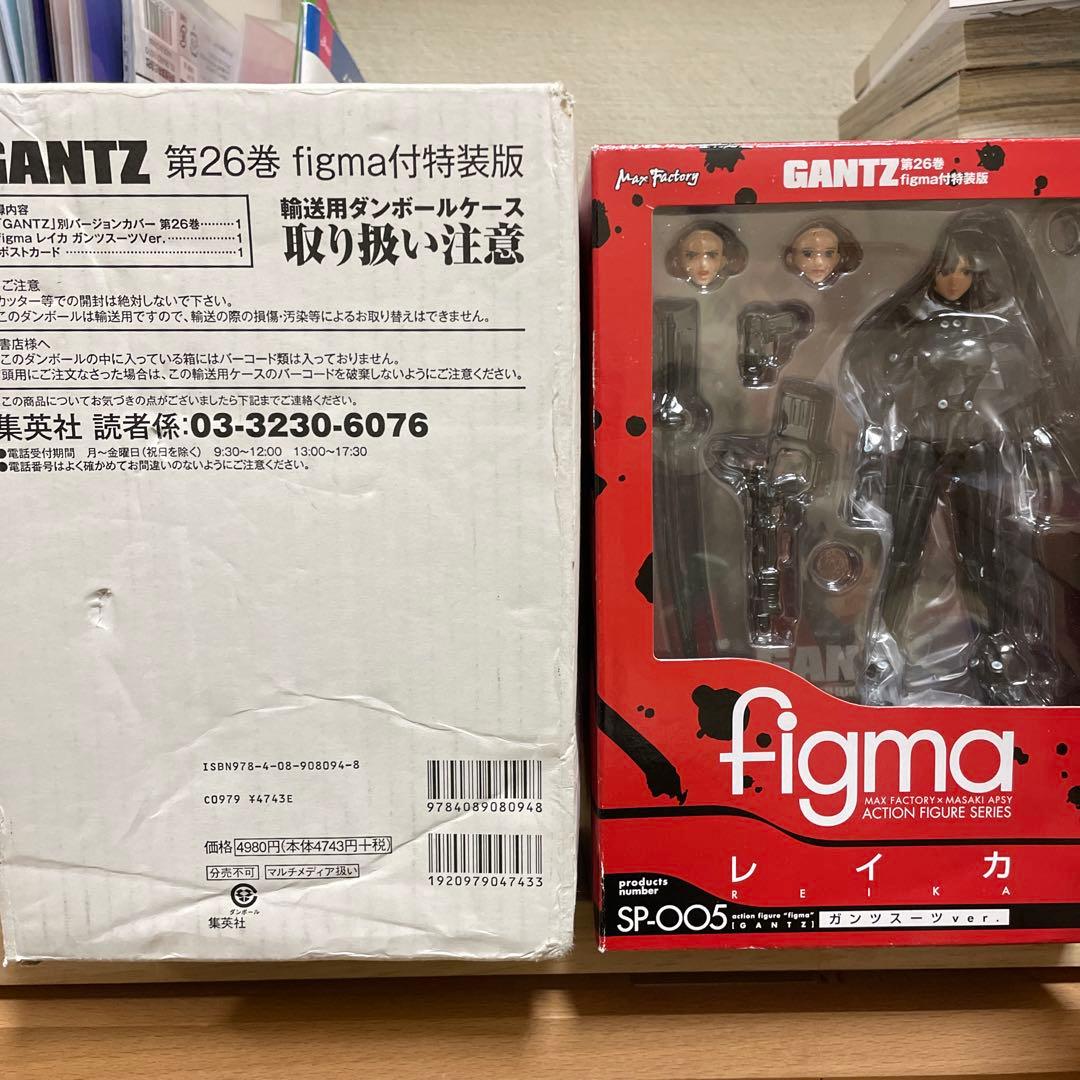 GANTZ 第26巻 figma付特装版
録内容
「GANTZ」別バージョンカバー 第26巻………1
figma レイカ ガンツスーツVer.………………1
ポストカード ……………………………………1
輸送用ダンボールケース
取り扱い注意
ご注意
カッター等での開封は絶対しないで下さい。
このダンボールは輸送用ですので、輸送の際の損傷・汚染等によるお取り替えはできません。
書店様へ
このダンボールの中に入っている箱にはバーコード類は入っておりません。
頭用にご注文なさった場合は、この輸送用ケースのバーコードを破棄しないようにご注意ください。
この商品についてお気づきの点がございましたら下記までご連絡ください。
集英社 読者係:03-3230-6076
●電話受付期間 月〜金曜日(祝日を除く) 9:30〜12:00 13:00〜17:30
●電話番号はよく確かめてお間違いのないようにご注意ください。
ISBN978-4-08-908094-8
C0979 ¥4743E
9784089080948
価格 4980円(本体4743円+税)
分売不可 マルチメディア扱い
1920979047433
ダンボール
集英社
Max Factory
GANTZ 第26巻
figma付特装版
GAN
figma
MAX FACTORY × MASAKI APSY
ACTION FIGURE SERIES
レイカ
REIKA
products
number
SP-005
action figure "figma"
[GANTZ]
ガンツスーツver.